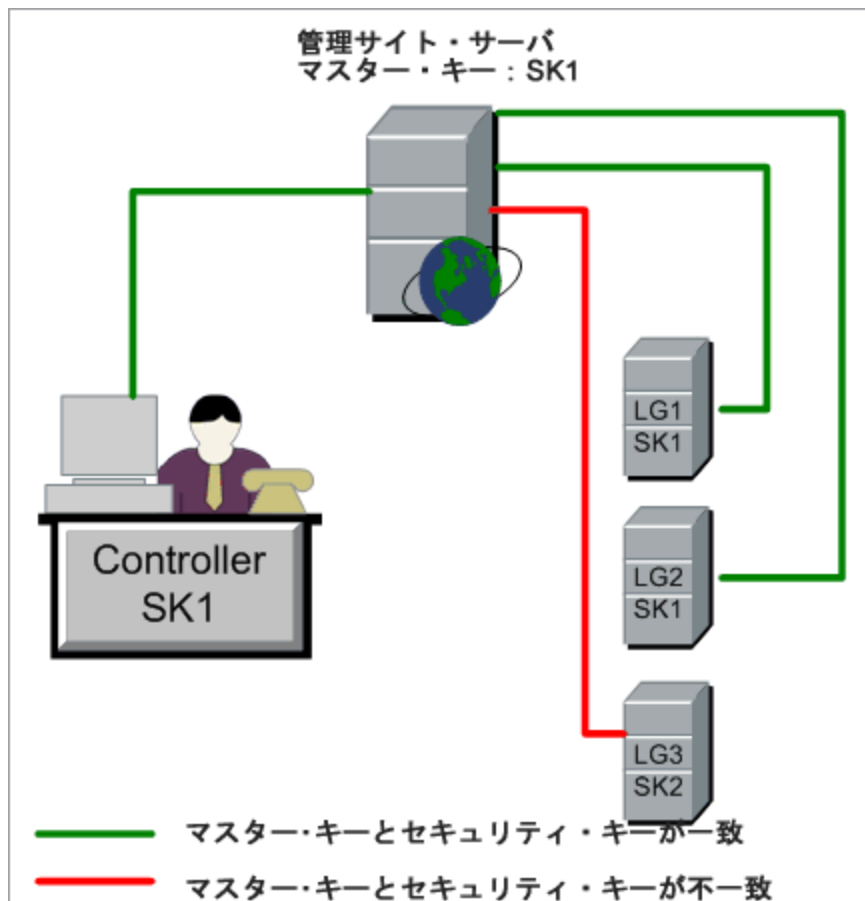 管理サイト・サーバ
マスター・キー：SK1
LG1
SK1
LG2
SK1
Controller
SK1
LG3
SK2
マスター・キーとセキュリティ・キーが一致
マスター・キーとセキュリティ・キーが不一致